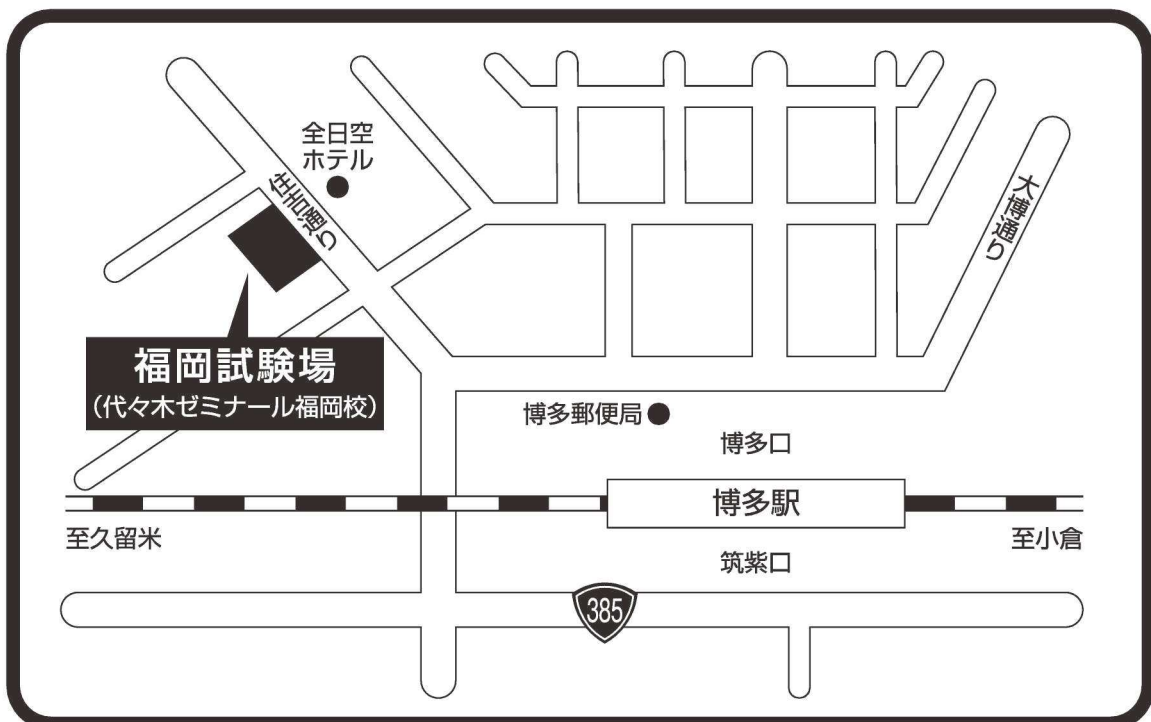 全日空
ホテル
住吉通り
大博通り
福岡試験場
(代々木ゼミナール福岡校)
博多郵便局
博多口
博多駅
至久留米
至小倉
筑紫口
385